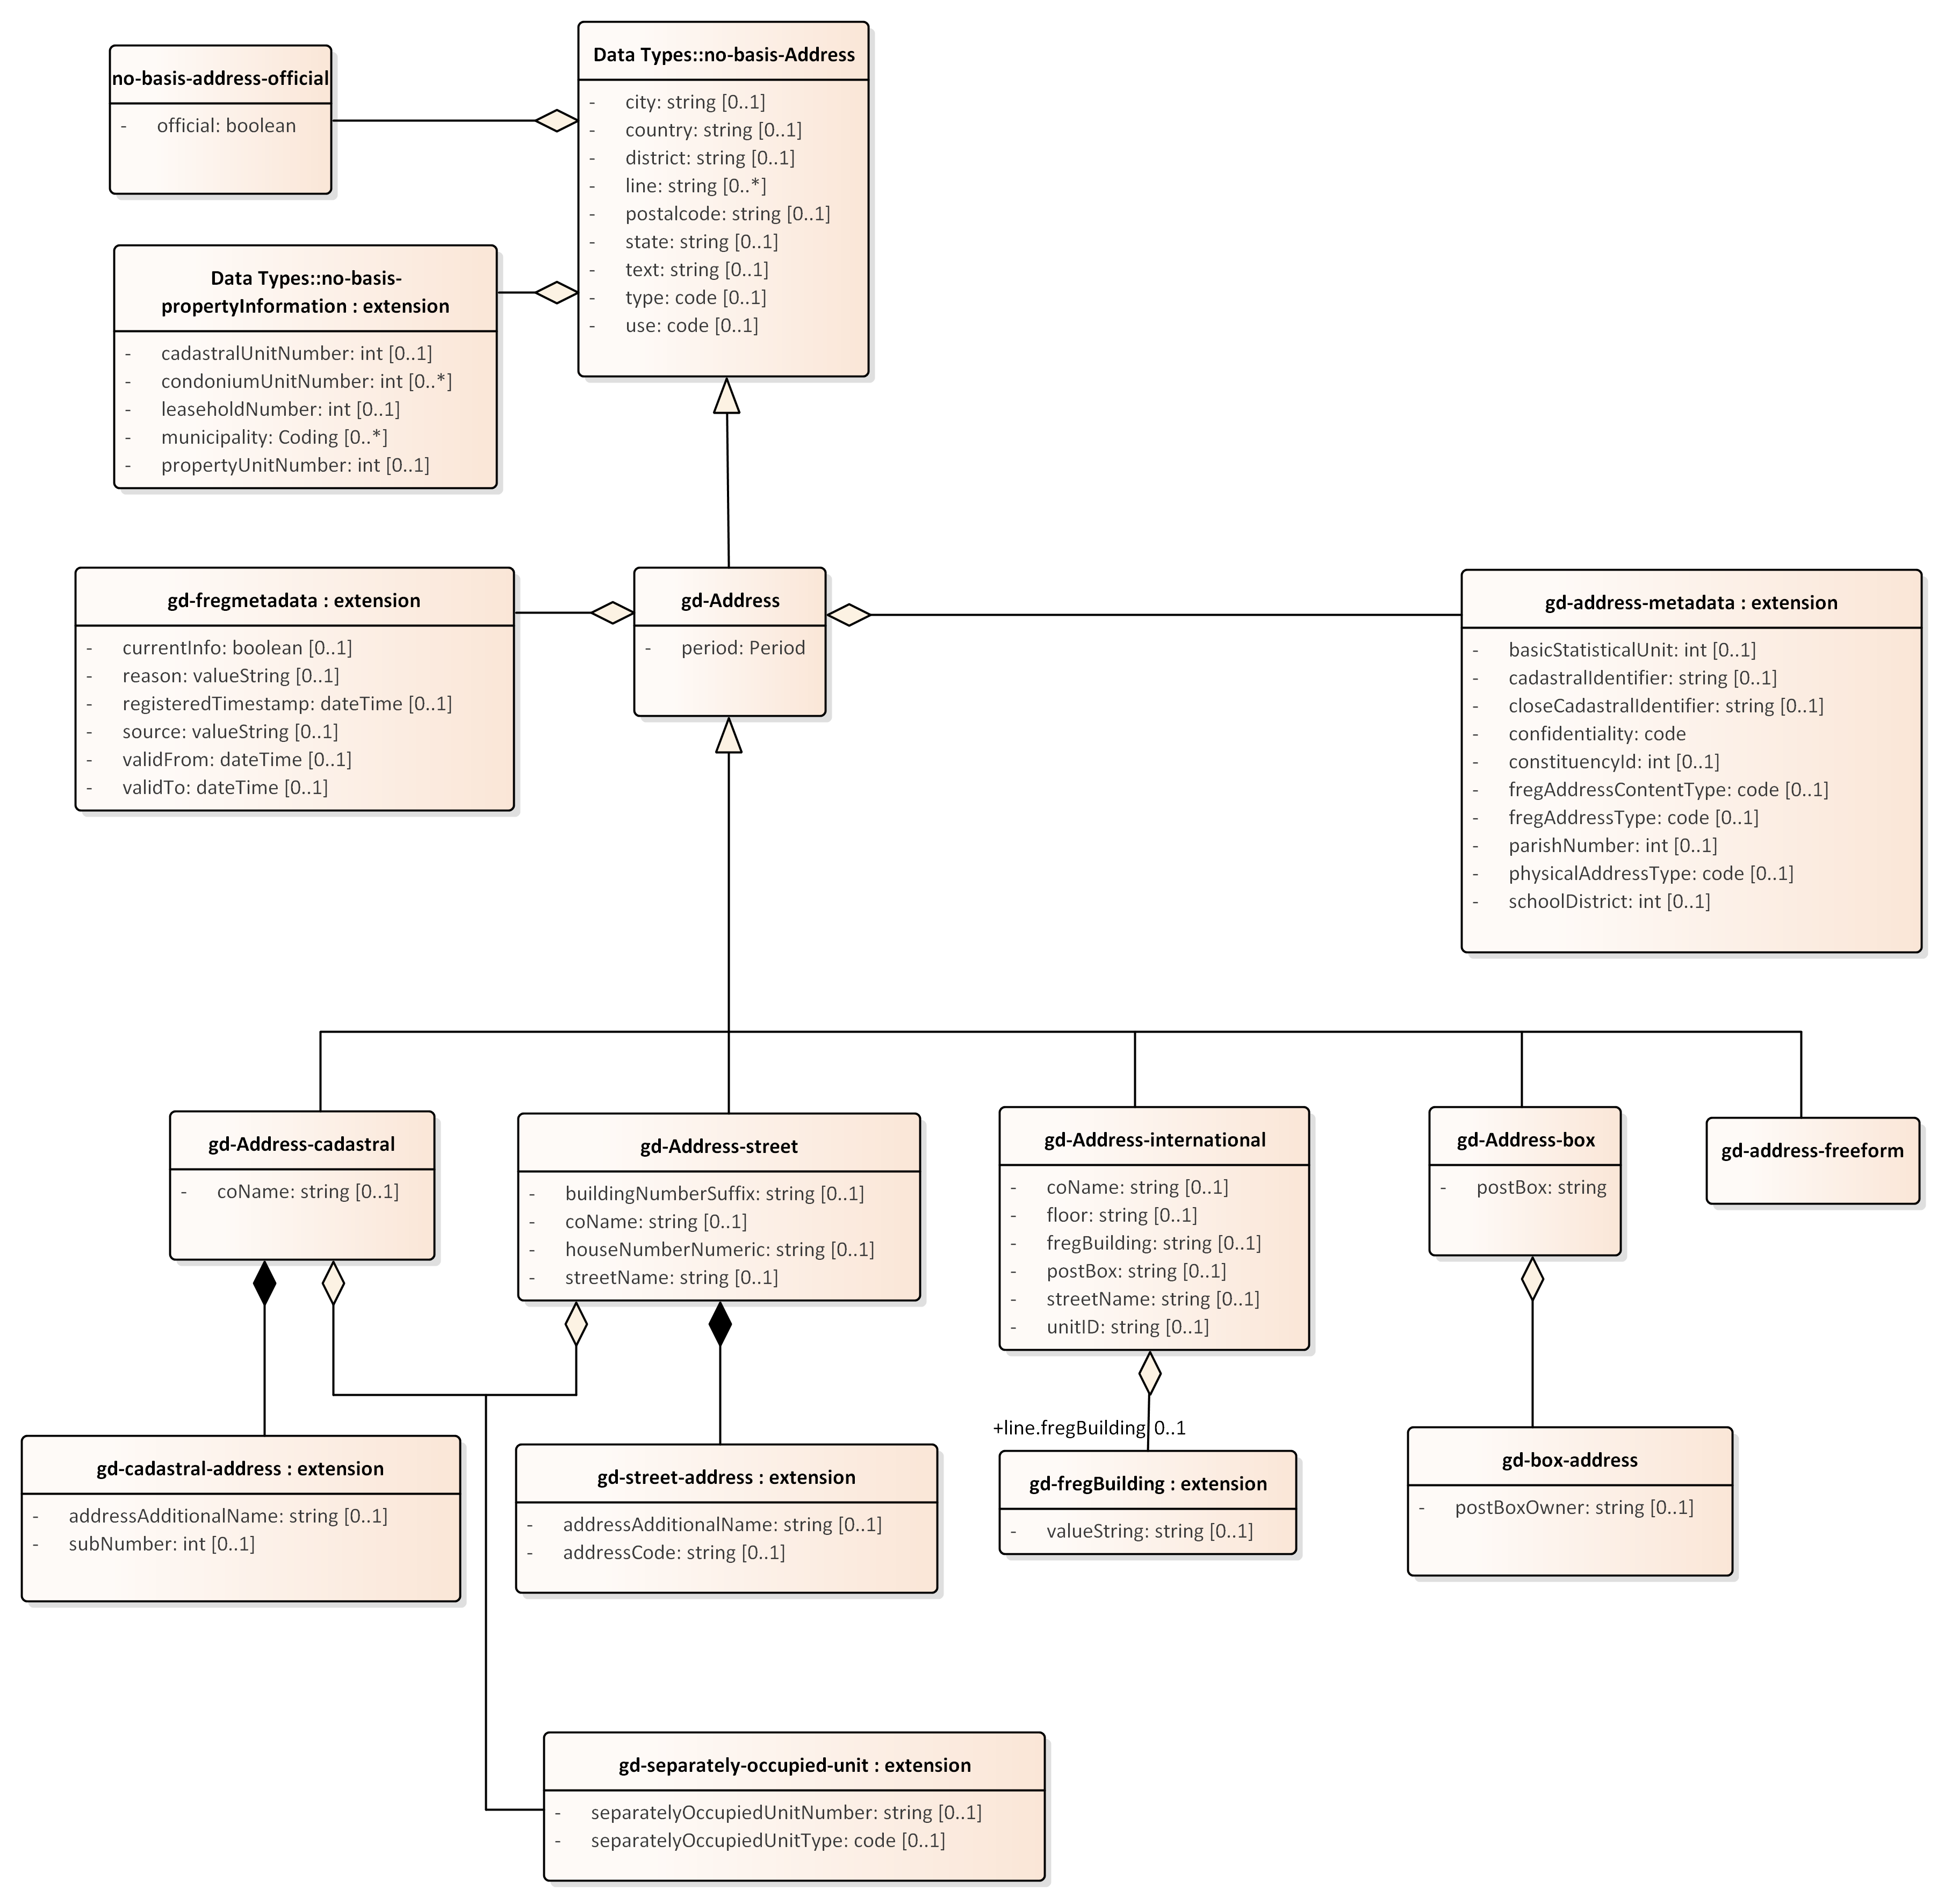 no-basis-address-official
- official: boolean
Data Types::no-basis-Address
- city: string [0..1]
- country: string [0..1]
- district: string [0..1]
- line: string [0..*]
- postalcode: string [0..1]
- state: string [0..1]
- text: string [0..1]
- type: code [0..1]
- use: code [0..1]
Data Types::no-basis-
propertyInformation : extension
- cadastralUnitNumber: int [0..1]
- condoniumUnitNumber: int [0..*]
- leaseholdNumber: int [0..1]
- municipality: Coding [0..*]
- propertyUnitNumber: int [0..1]
gd-fregmetadata : extension
- currentInfo: boolean [0..1]
- reason: valueString [0..1]
- registeredTimestamp: dateTime [0..1]
- source: valueString [0..1]
- validFrom: dateTime [0..1]
- validTo: dateTime [0..1]
gd-Address
- period: Period
gd-address-metadata : extension
- basicStatisticalUnit: int [0..1]
- cadastralIdentifier: string [0..1]
- closeCadastralIdentifier: string [0..1]
- confidentiality: code
- constituencyId: int [0..1]
- fregAddressContentType: code [0..1]
- fregAddressType: code [0..1]
- parishNumber: int [0..1]
- physicalAddressType: code [0..1]
- schoolDistrict: int [0..1]
gd-Address-cadastral
- coName: string [0..1]
gd-Address-street
- buildingNumberSuffix: string [0..1]
- coName: string [0..1]
- houseNumberNumeric: string [0..1]
- streetName: string [0..1]
gd-Address-international
- coName: string [0..1]
- floor: string [0..1]
- fregBuilding: string [0..1]
- postBox: string [0..1]
- streetName: string [0..1]
- unitID: string [0..1]
gd-Address-box
- postBox: string
gd-address-freeform
gd-cadastral-address : extension
- addressAdditionalName: string [0..1]
- subNumber: int [0..1]
gd-street-address : extension
- addressAdditionalName: string [0..1]
- addressCode: string [0..1]
+line.fregBuilding 0..1
gd-fregBuilding : extension
- valueString: string [0..1]
gd-box-address
- postBoxOwner: string [0..1]
gd-separately-occupied-unit : extension
- separatelyOccupiedUnitNumber: string [0..1]
- separatelyOccupiedUnitType: code [0..1]